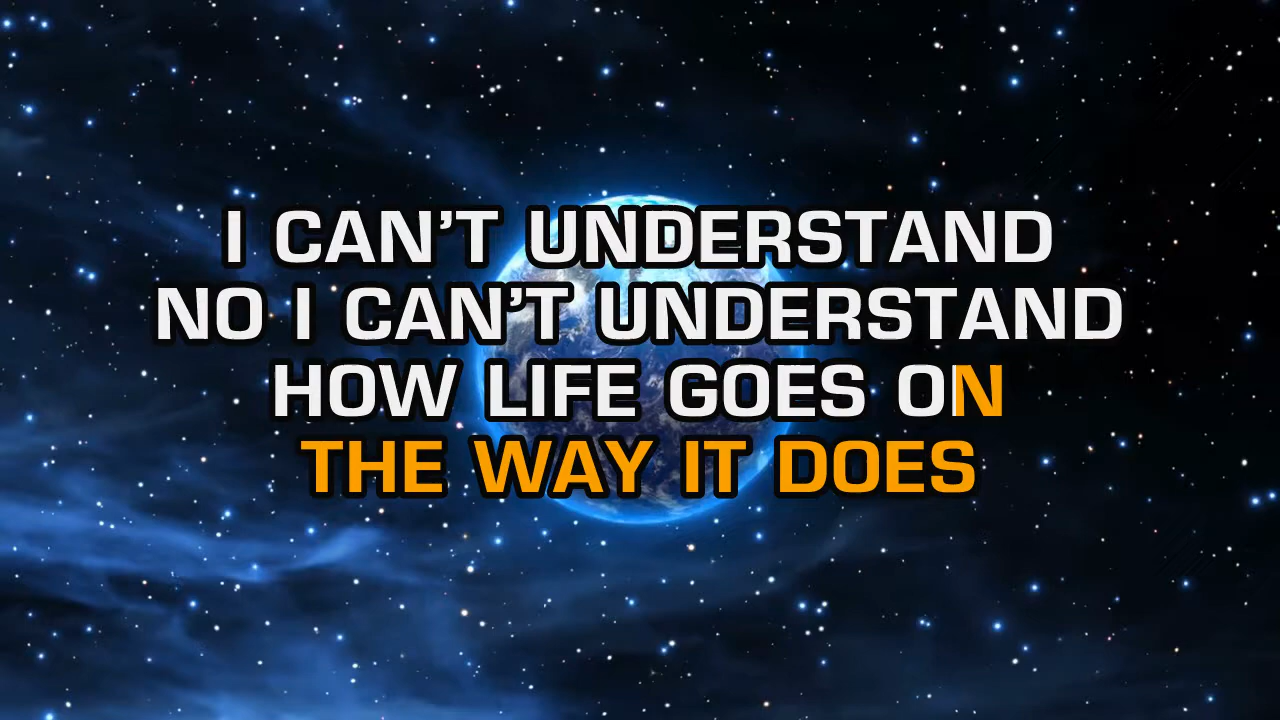 I CAN'T UNDERSTAND
NO I CAN'T UNDERSTAND
HOW LIFE GOES ON
THE WAY IT DOES